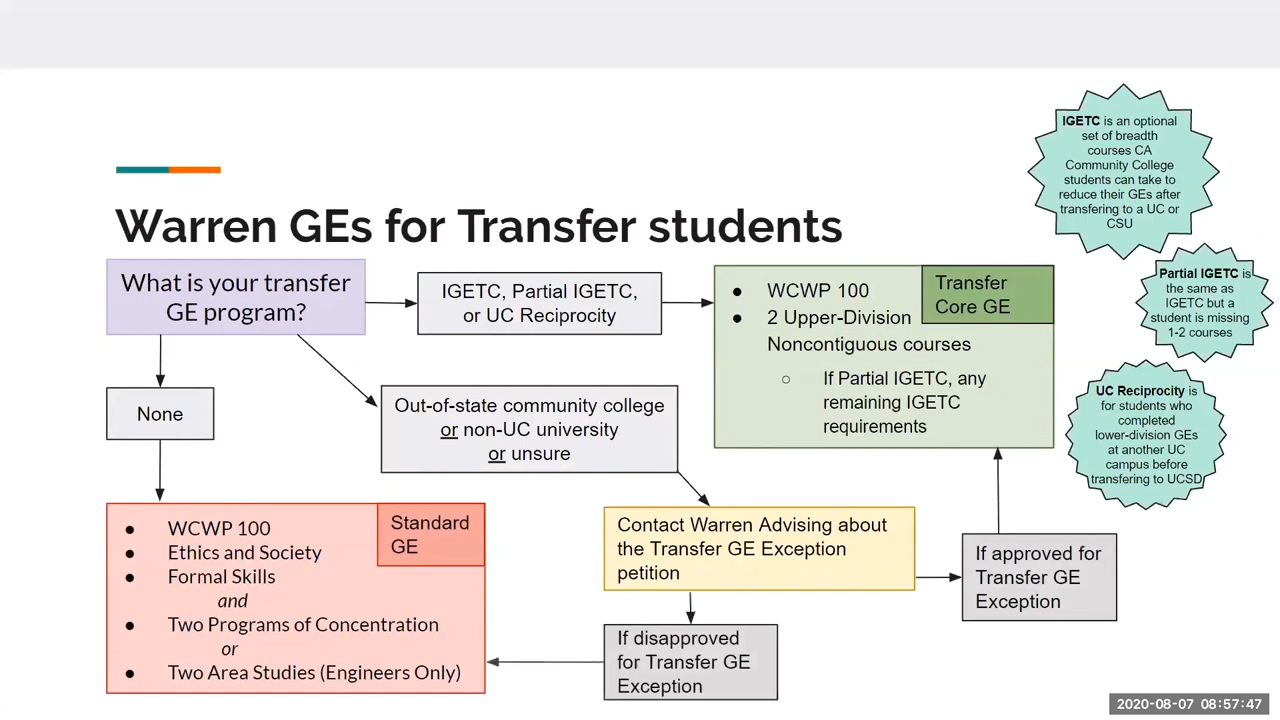 Warren GEs for Transfer students
What is your transfer
GE program?
IGETC, Partial IGETC,
or UC Reciprocity
● WCWP 100
● 2 Upper-Division
Noncontiguous courses
○ If Partial IGETC, any
remaining IGETC
requirements
Transfer
Core GE
IGETC is an optional
set of breadth
courses CA
Community College
students can take to
reduce their GEs after
transfering to a UC or
CSU
Partial IGETC is
the same as
IGETC but a
student is missing
1-2 courses
UC Reciprocity is
for students who
completed
lower-division GEs
at another UC
campus before
transfering to UCSD
None
Out-of-state community college
or non-UC university
or unsure
● WCWP 100
● Ethics and Society
● Formal Skills
and
● Two Programs of Concentration
or
● Two Area Studies (Engineers Only)
Standard
GE
Contact Warren Advising about
the Transfer GE Exception
petition
If approved for
Transfer GE
Exception
If disapproved
for Transfer GE
Exception
2020-08-07 08:57:47